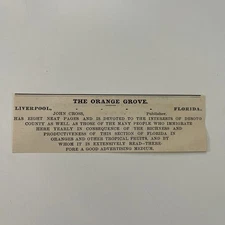 THE ORANGE GROVE.
LIVERPOOL, - - - - FLORIDA.
JOHN CROSS, Publisher.
HAS EIGHT NEAT PAGES AND IS DEVOTED TO THE INTERESTS OF DESOTO
COUNTY AS WELL AS THOSE OF THE MANY PEOPLE WHO IMMIGRATE
HERE YEARLY IN CONSEQUENCE OF THE RICHNESS AND
PRODUCTIVENESS OF THIS SECTION OF FLORIDA IN
ORANGES AND OTHER TROPICAL FRUITS, AND BY
WHOM IT IS EXTENSIVELY READ—THERE-
FORE A GOOD ADVERTISING MEDIUM.